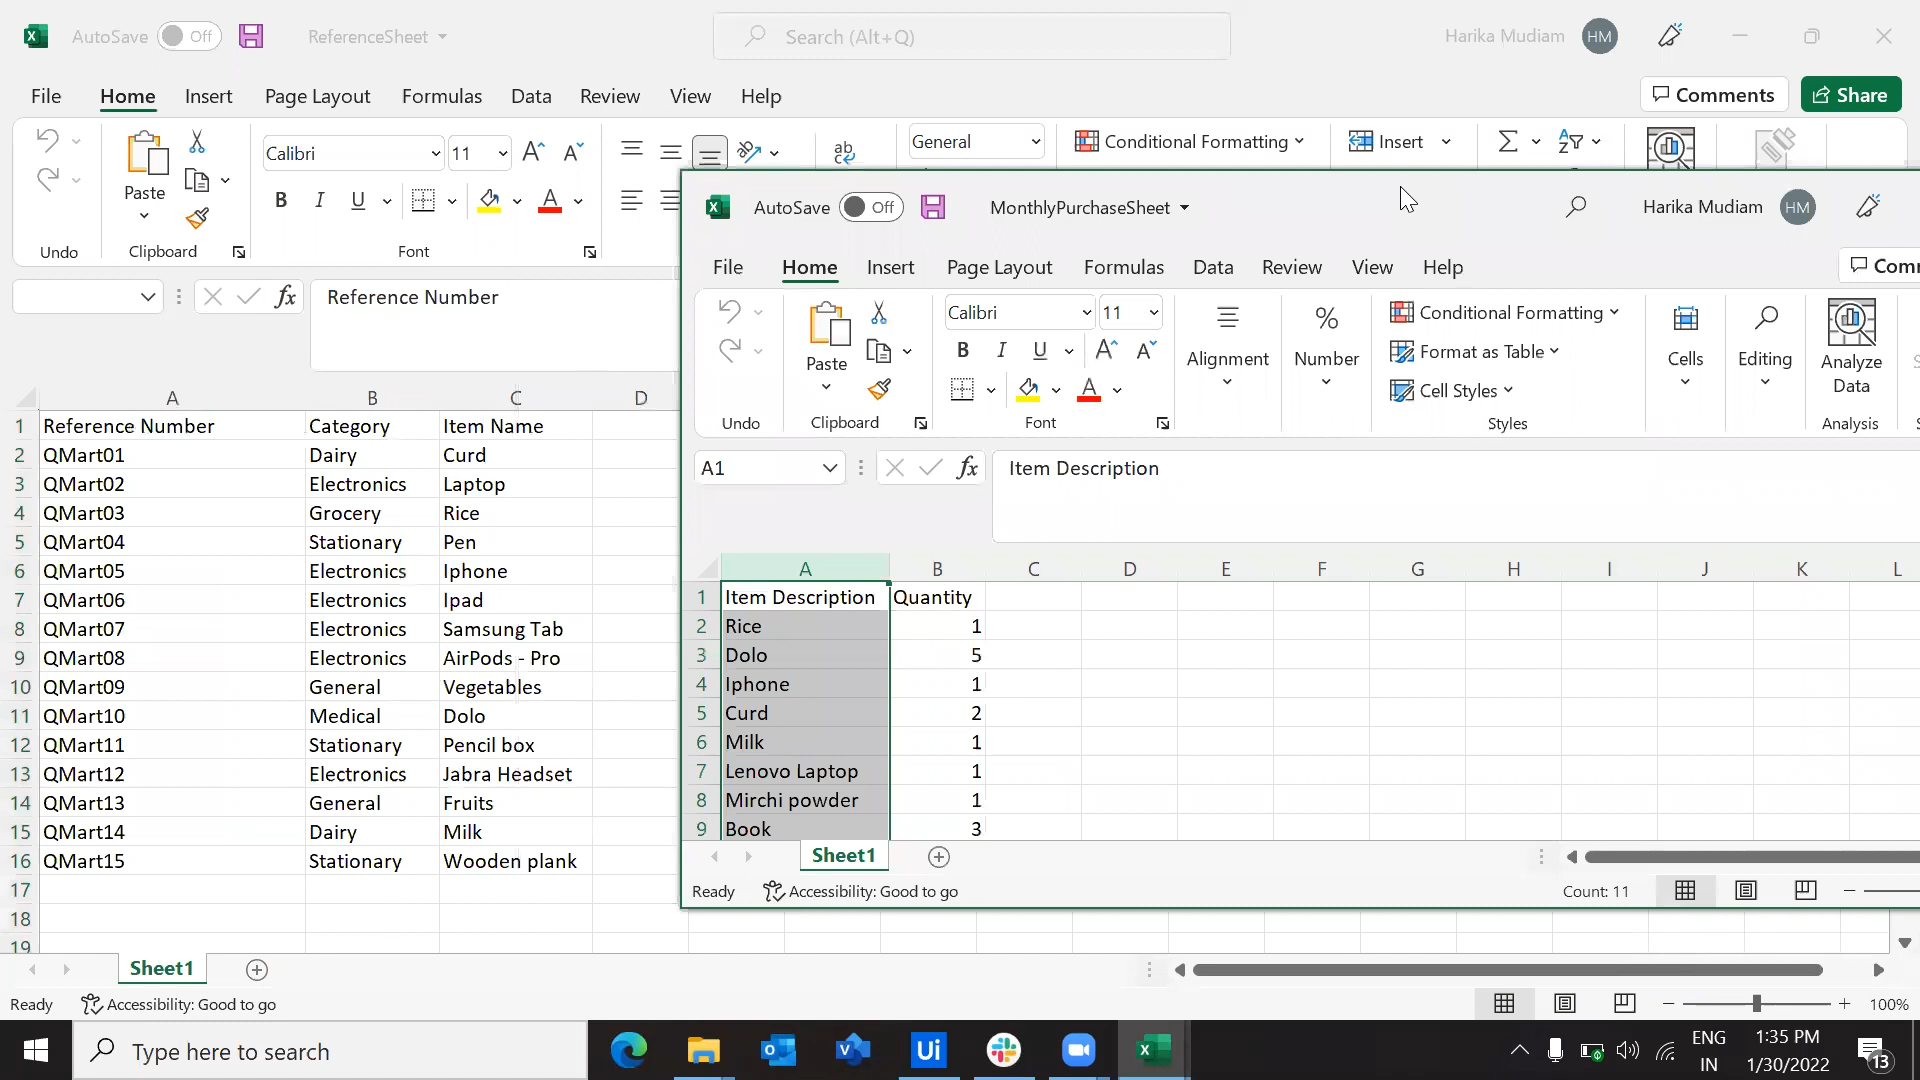 AutoSave Off ReferenceSheet Search (Alt+Q) Harika Mudiam HM
File Home Insert Page Layout Formulas Data Review View Help Comments Share
Calibri 11 General Conditional Formatting Insert
Paste
B I U
Undo Clipboard Font
Reference Number
A B C D
1 Reference Number Category Item Name
2 QMart01 Dairy Curd
3 QMart02 Electronics Laptop
4 QMart03 Grocery Rice
5 QMart04 Stationary Pen
6 QMart05 Electronics Iphone
7 QMart06 Electronics Ipad
8 QMart07 Electronics Samsung Tab
9 QMart08 Electronics AirPods - Pro
10 QMart09 General Vegetables
11 QMart10 Medical Dolo
12 QMart11 Stationary Pencil box
13 QMart12 Electronics Jabra Headset
14 QMart13 General Fruits
15 QMart14 Dairy Milk
16 QMart15 Stationary Wooden plank
17
18
19
AutoSave Off MonthlyPurchaseSheet Harika Mudiam HM
File Home Insert Page Layout Formulas Data Review View Help
Calibri 11 Conditional Formatting
Paste B I U Alignment Number Format as Table Cells Editing Analyze Data
Cell Styles
Undo Clipboard Font Styles Analysis
A1 Item Description
A B C D E F G H I J K L
1 Item Description Quantity
2 Rice 1
3 Dolo 5
4 Iphone 1
5 Curd 2
6 Milk 1
7 Lenovo Laptop 1
8 Mirchi powder 1
9 Book 3
Sheet1
Ready Accessibility: Good to go Count: 11
Sheet1
Ready Accessibility: Good to go 100%
Type here to search Ui ENG IN 1:35 PM 1/30/2022 13